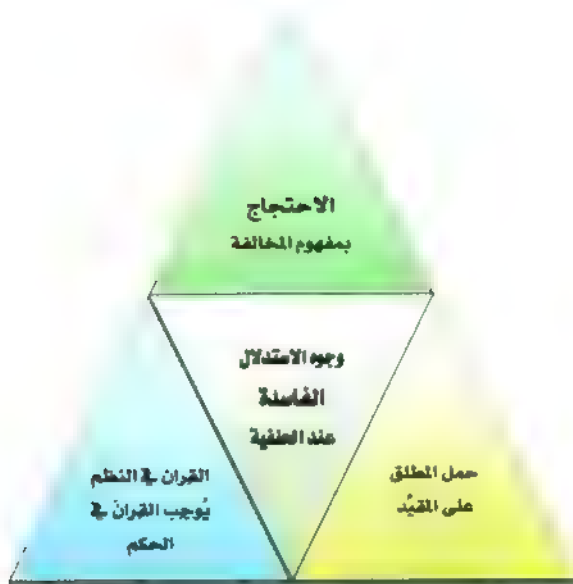 الاحتجاج
بمفهوم المخالفة
وجوه الاستدلال
الفاسدة
عند الحنفية
القران في النظم
يُوجب القرانَ في
الحكم
حمل المطلق
على المقيَّد